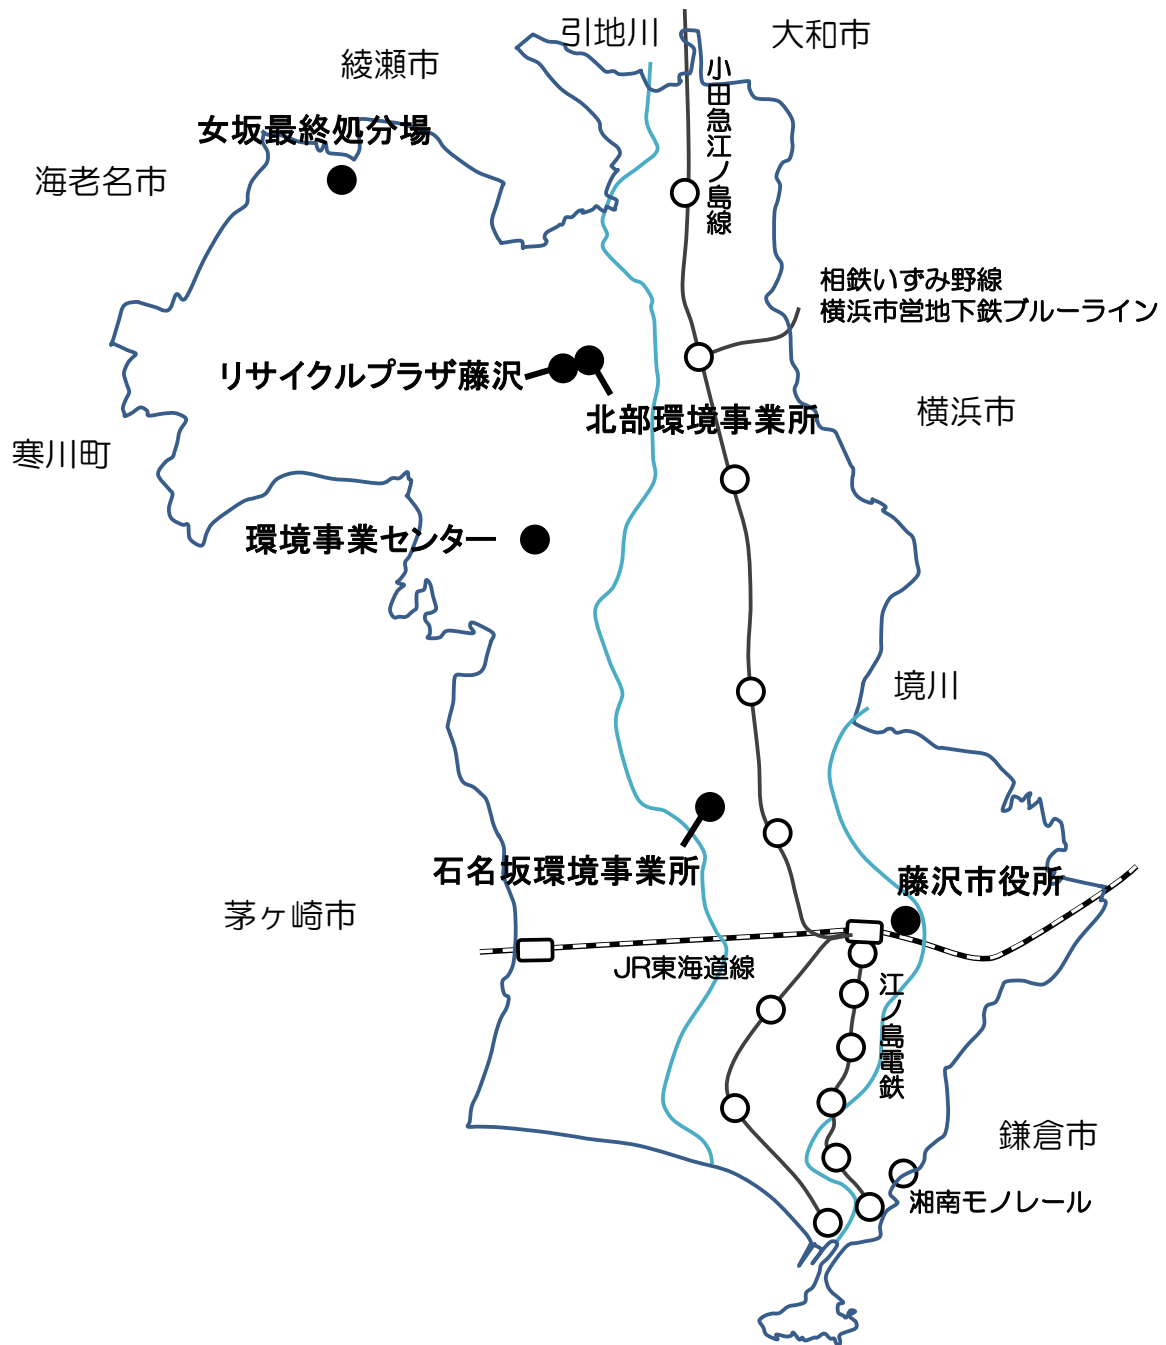 引地川
大和市
綾瀬市
小田急江ノ島線
女坂最終処分場
海老名市
相鉄いずみ野線
横浜市営地下鉄ブルーライン
リサイクルプラザ藤沢
北部環境事業所
横浜市
寒川町
環境事業センター
境川
石名坂環境事業所
藤沢市役所
茅ヶ崎市
JR東海道線
江ノ島電鉄
鎌倉市
湘南モノレール